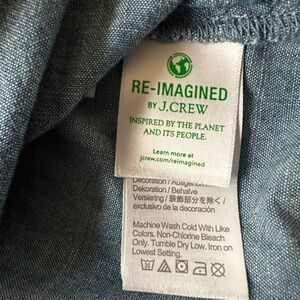 RE-IMAGINED
BY J.CREW
INSPIRED BY THE PLANET
AND ITS PEOPLE.
Learn more at
jcrew.com/reimagined
Dekoration / Behalve
Versiering / 装飾部分を除く /
exclusivo de la decoración
Machine Wash Cold With Like
Colors. Non-Chlorine Bleach
Only. Tumble Dry Low. Iron on
Lowest Setting.